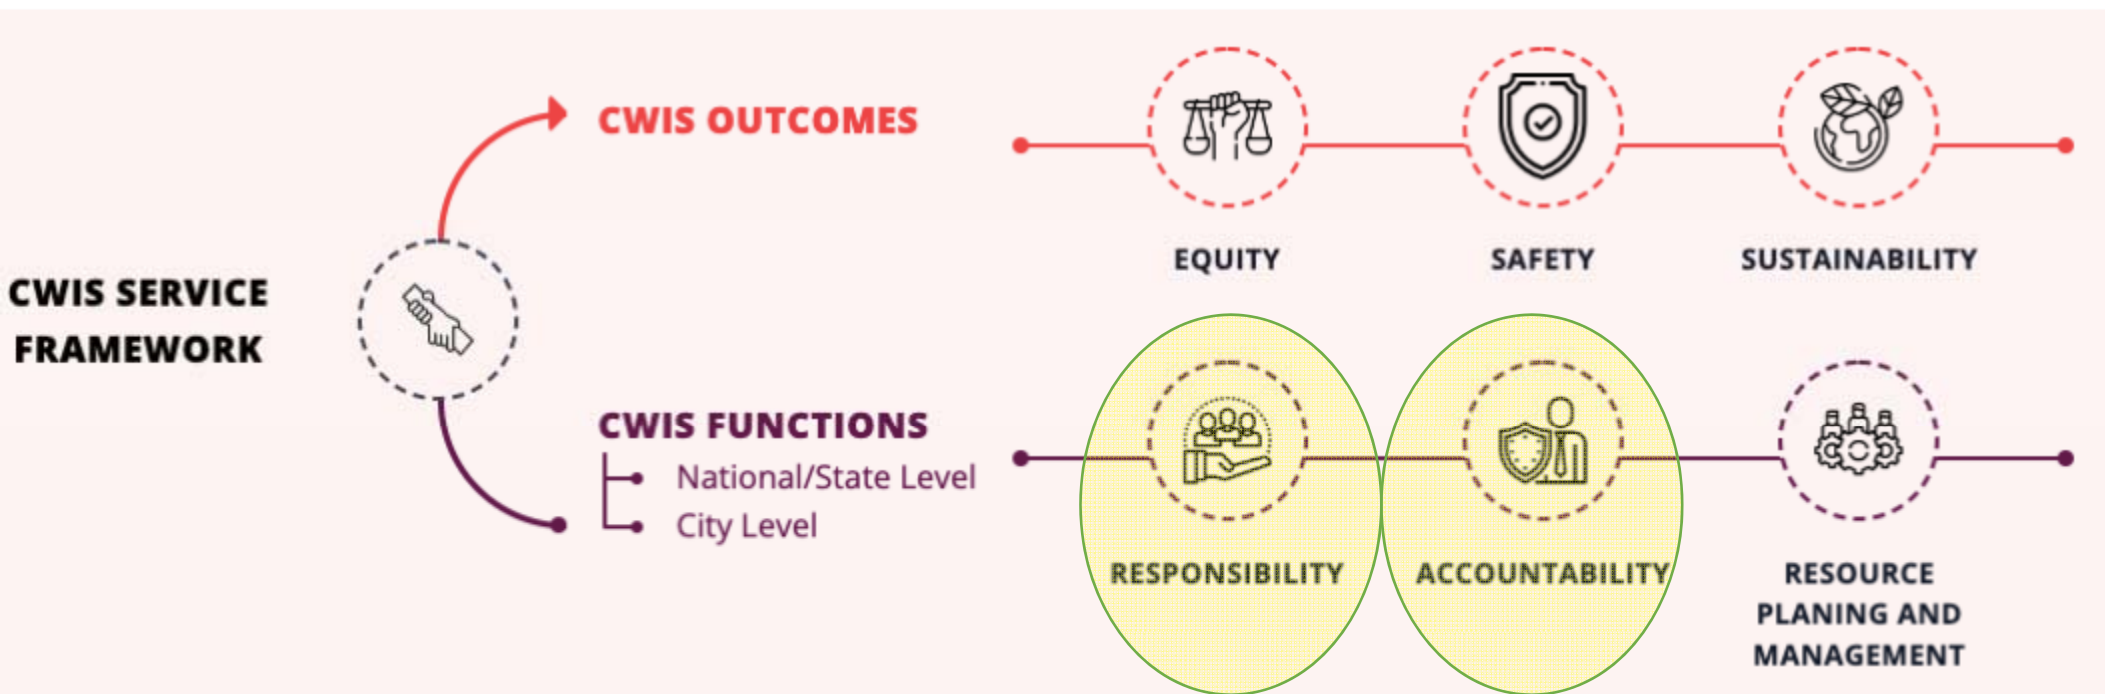 CWIS SERVICE
FRAMEWORK
CWIS OUTCOMES
EQUITY
SAFETY
SUSTAINABILITY
CWIS FUNCTIONS
National/State Level
City Level
RESPONSIBILITY
ACCOUNTABILITY
RESOURCE
PLANING AND
MANAGEMENT